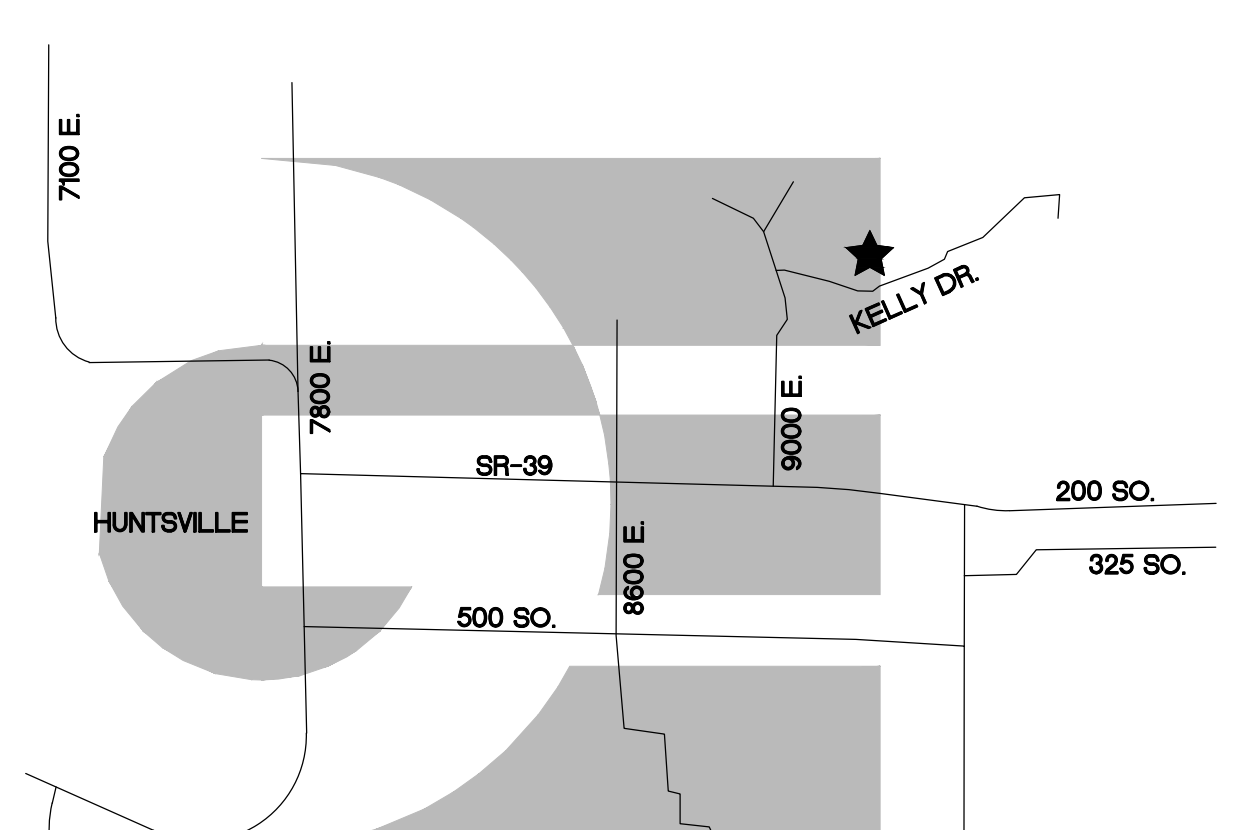 7100 E.
KELLY DR.
7800 E.
9000 E.
SR-39
200 SO.
HUNTSVILLE
8600 E.
325 SO.
500 SO.